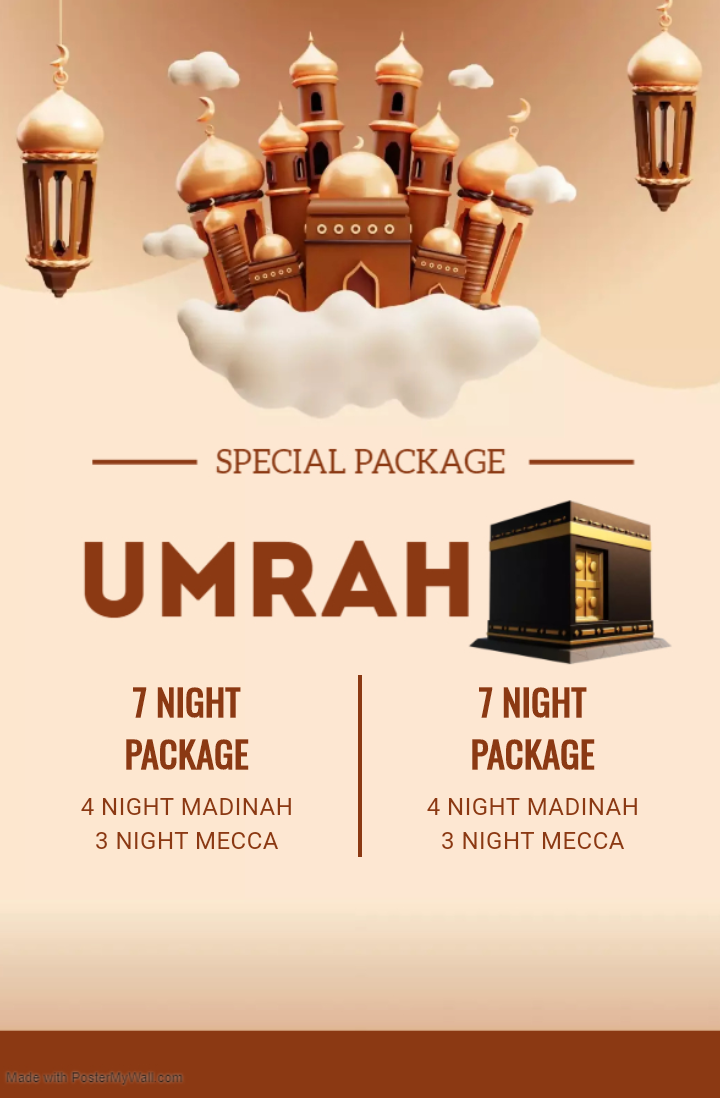 SPECIAL PACKAGE
UMRAH
7 NIGHT
PACKAGE
4 NIGHT MADINAH
3 NIGHT MECCA
7 NIGHT
PACKAGE
4 NIGHT MADINAH
3 NIGHT MECCA
Made with PosterMyWall.com